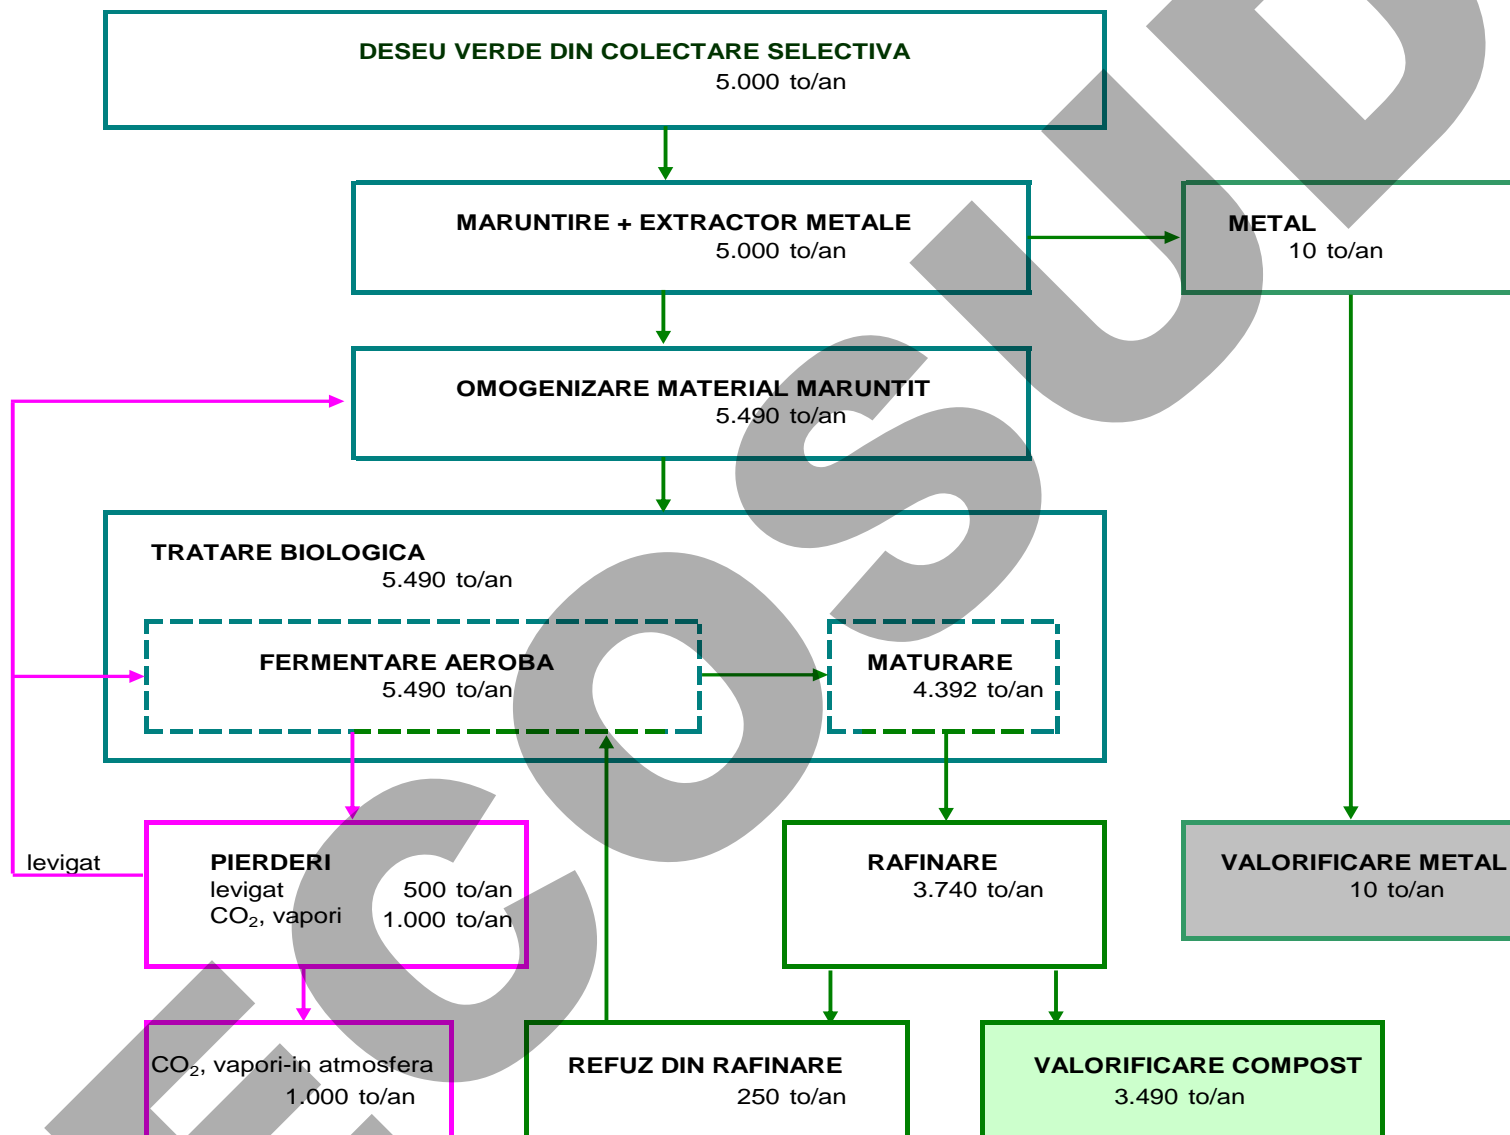 DESEU VERDE DIN COLECTARE SELECTIVA
5.000 to/an
MARUNTIRE + EXTRACTOR METALE
5.000 to/an
METAL
10 to/an
OMOGENIZARE MATERIAL MARUNTIT
5.490 to/an
TRATARE BIOLOGICA
5.490 to/an
FERMENTARE AEROBA
5.490 to/an
MATURARE
4.392 to/an
levigat
PIERDERI
levigat 500 to/an
CO₂, vapori 1.000 to/an
RAFINARE
3.740 to/an
VALORIFICARE METAL
10 to/an
CO₂, vapori-in atmosfera
1.000 to/an
REFUZ DIN RAFINARE
250 to/an
VALORIFICARE COMPOST
3.490 to/an
ECOSUD